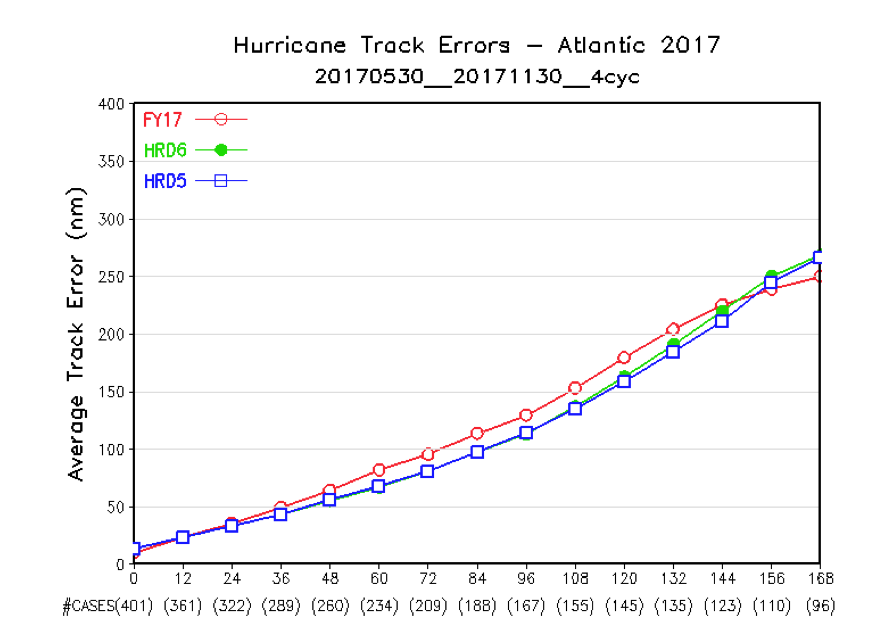 Hurricane Track Errors – Atlantic 2017
20170530__20171130__4cyc
Average Track Error (nm)
400
350
300
250
200
150
100
50
0
FY17
HRD6
HRD5
0 12 24 36 48 60 72 84 96 108 120 132 144 156 168
#CASES(401) (361) (322) (289) (260) (234) (209) (188) (167) (155) (145) (135) (123) (110) (96)